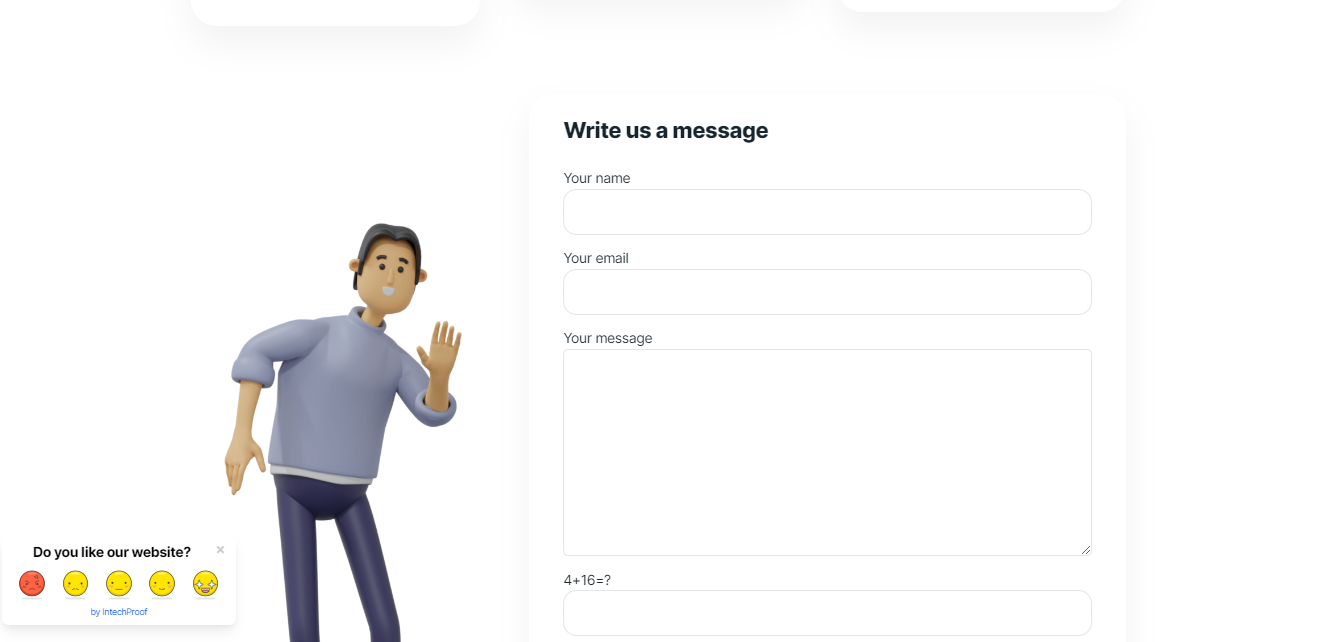 Write us a message
Your name
Your email
Your message
4+16=?
Do you like our website?
×
by IntechProof